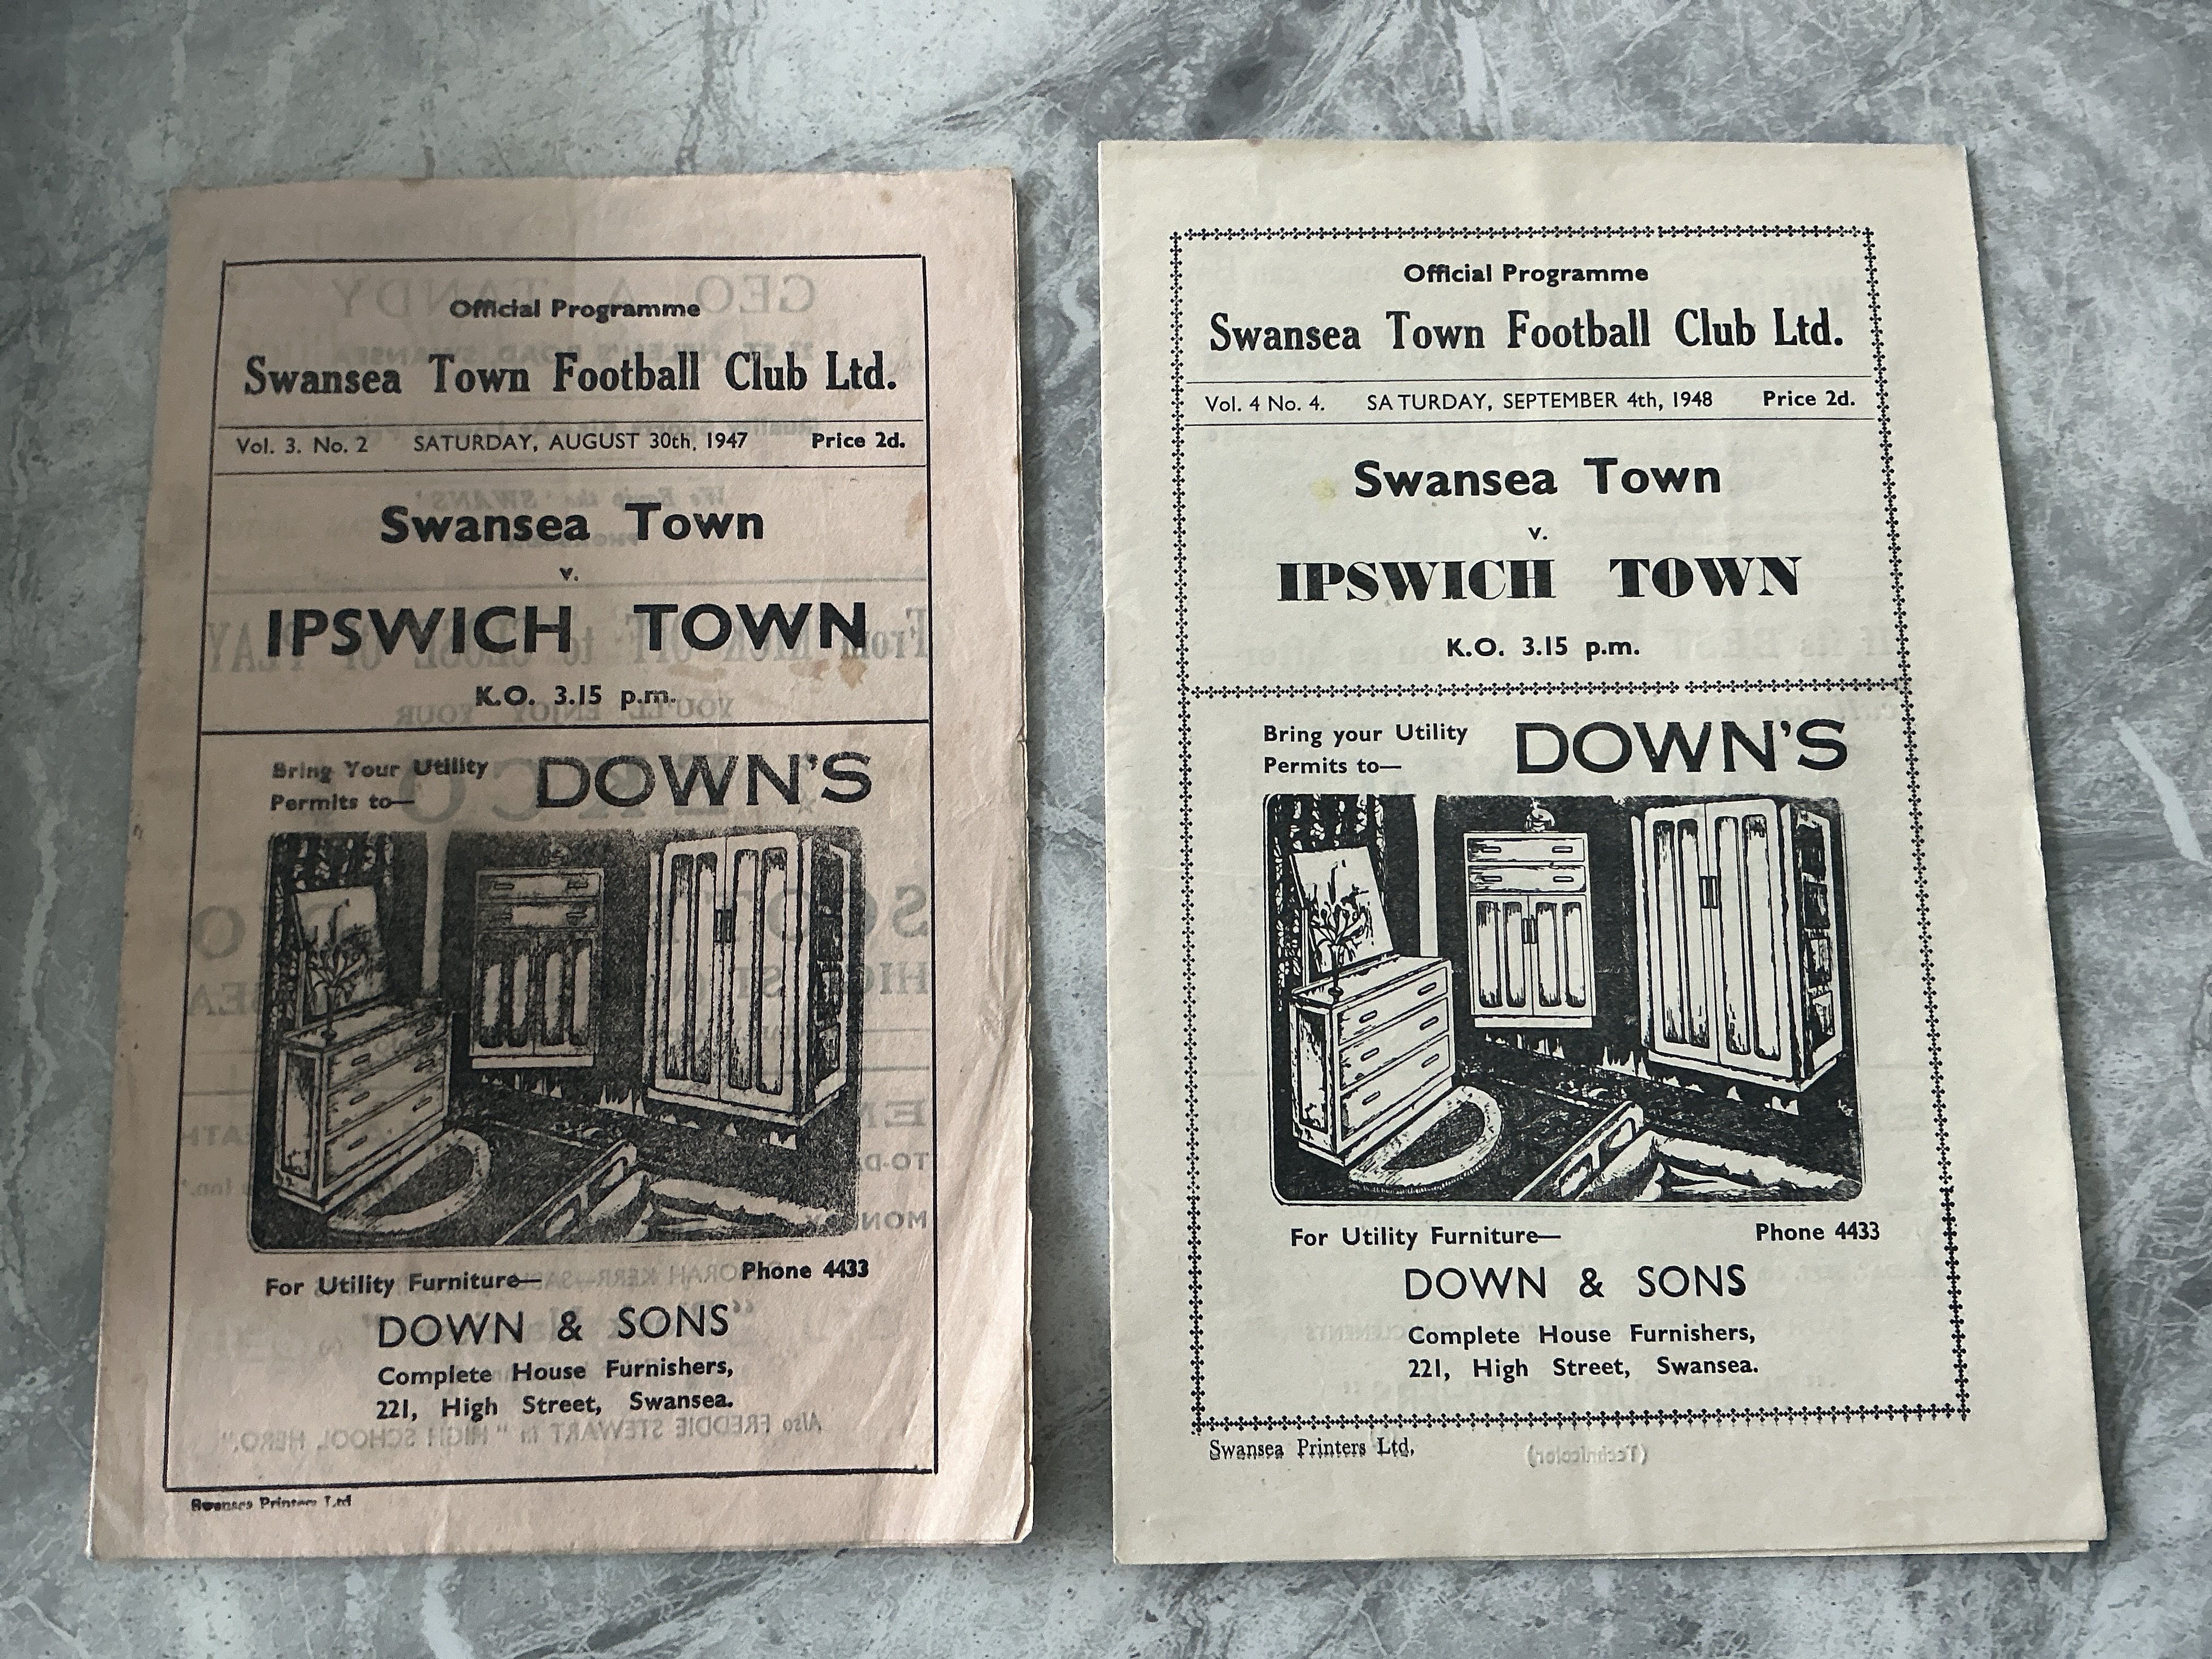 Official Programme
Swansea Town Football Club Ltd.
Vol. 3. No. 2 SATURDAY, AUGUST 30th, 1947 Price 2d.
Swansea Town
v.
IPSWICH TOWN
K.O. 3.15 p.m.
Bring Your Utility
Permits to— DOWN'S
For Utility Furniture— Phone 4433
DOWN & SONS
Complete House Furnishers,
221, High Street, Swansea.
Swansea Printers Ltd
Official Programme
Swansea Town Football Club Ltd.
Vol. 4 No. 4. SATURDAY, SEPTEMBER 4th, 1948 Price 2d.
Swansea Town
v.
IPSWICH TOWN
K.O. 3.15 p.m.
Bring your Utility
Permits to— DOWN'S
For Utility Furniture— Phone 4433
DOWN & SONS
Complete House Furnishers,
221, High Street, Swansea.
Swansea Printers Ltd.